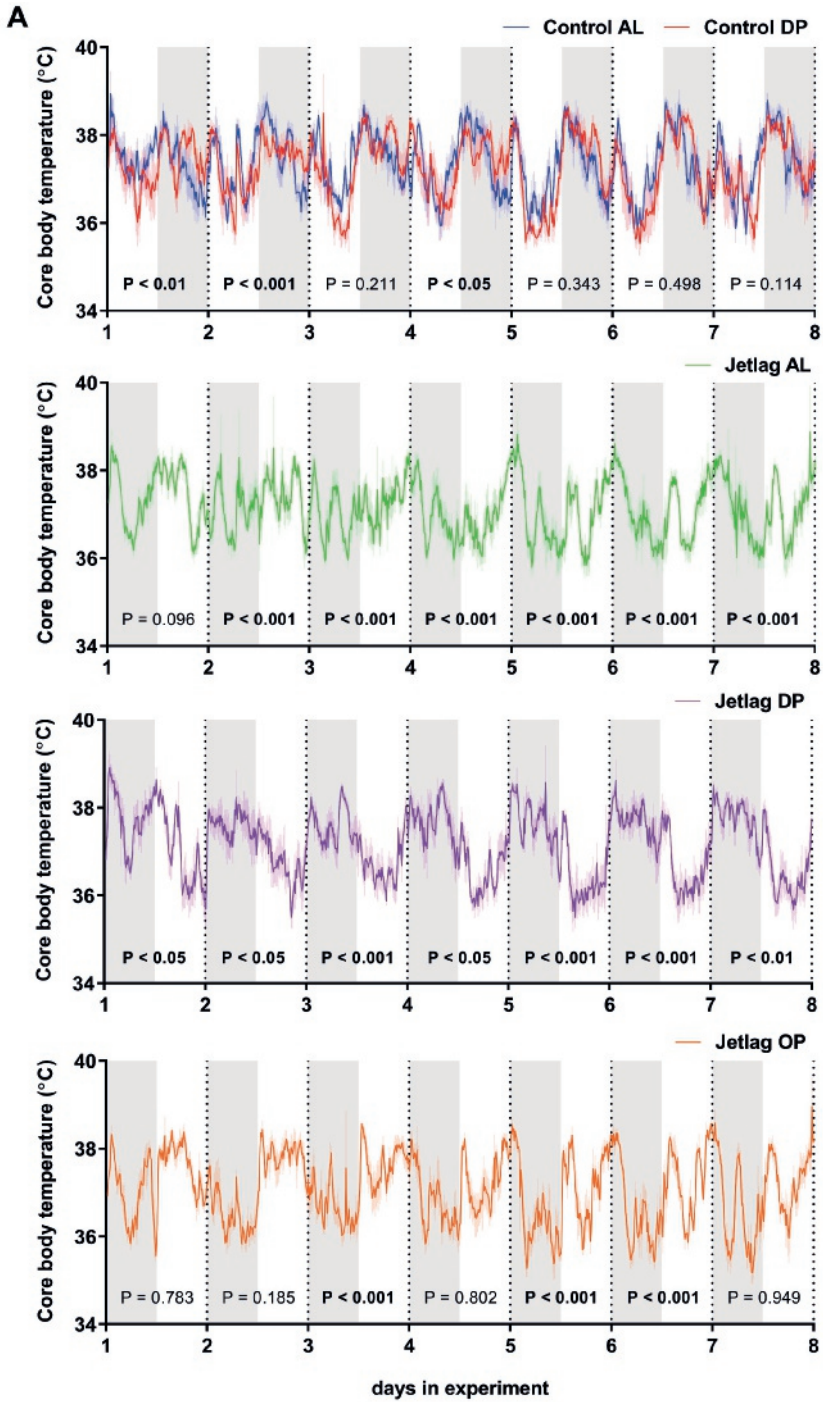 A
Control AL Control DP
Core body temperature (°C)
40
38
36
34
P < 0.01 P < 0.001 P = 0.211 P < 0.05 P = 0.343 P = 0.498 P = 0.114
1 2 3 4 5 6 7 8
Jetlag AL
Core body temperature (°C)
40
38
36
34
P = 0.096 P < 0.001 P < 0.001 P < 0.001 P < 0.001 P < 0.001 P < 0.001
1 2 3 4 5 6 7 8
Jetlag DP
Core body temperature (°C)
40
38
36
34
P < 0.05 P < 0.05 P < 0.001 P < 0.05 P < 0.001 P < 0.001 P < 0.01
1 2 3 4 5 6 7 8
Jetlag OP
Core body temperature (°C)
40
38
36
34
P = 0.783 P = 0.185 P < 0.001 P = 0.802 P < 0.001 P < 0.001 P = 0.949
1 2 3 4 5 6 7 8
days in experiment